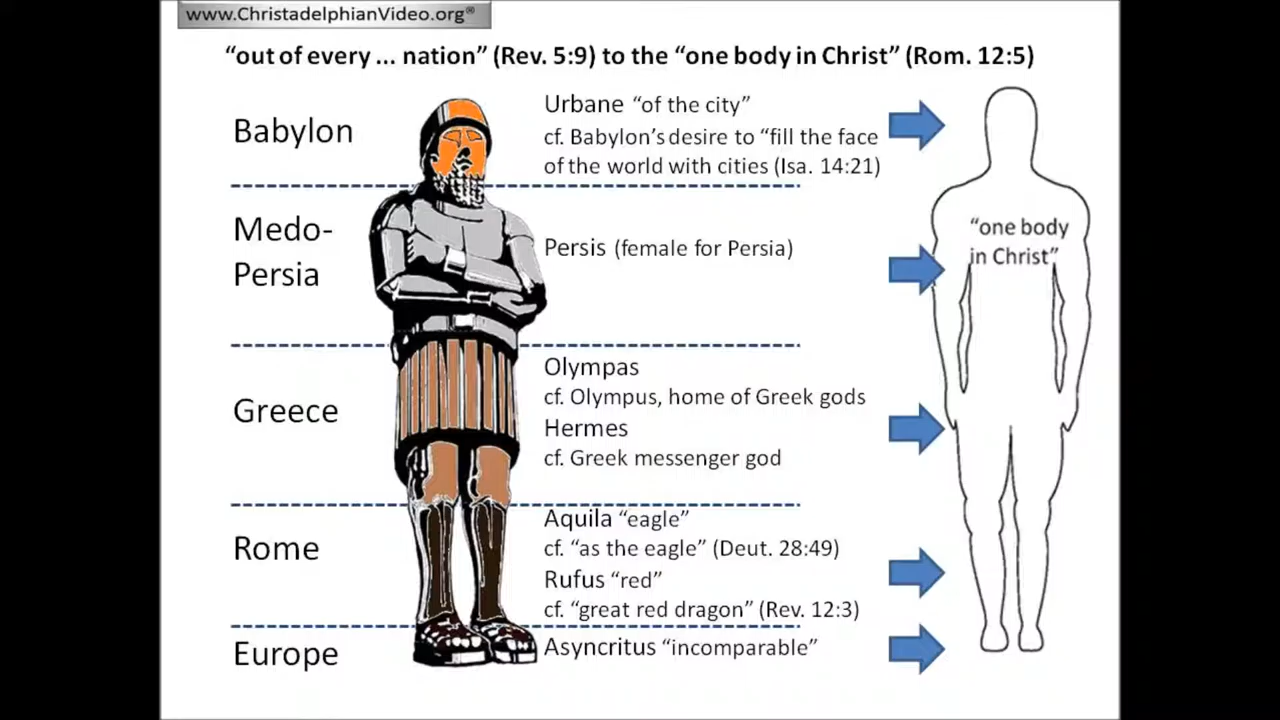 www.ChristadelphianVideo.org®
“out of every ... nation” (Rev. 5:9) to the “one body in Christ” (Rom. 12:5)
Babylon
Urbane “of the city”
cf. Babylon’s desire to “fill the face
of the world with cities (Isa. 14:21)
Medo-
Persia
Persis (female for Persia)
“one body
in Christ”
Greece
Olympas
cf. Olympus, home of Greek gods
Hermes
cf. Greek messenger god
Rome
Aquila “eagle”
cf. “as the eagle” (Deut. 28:49)
Rufus “red”
cf. “great red dragon” (Rev. 12:3)
Europe
Asyncritus “incomparable”